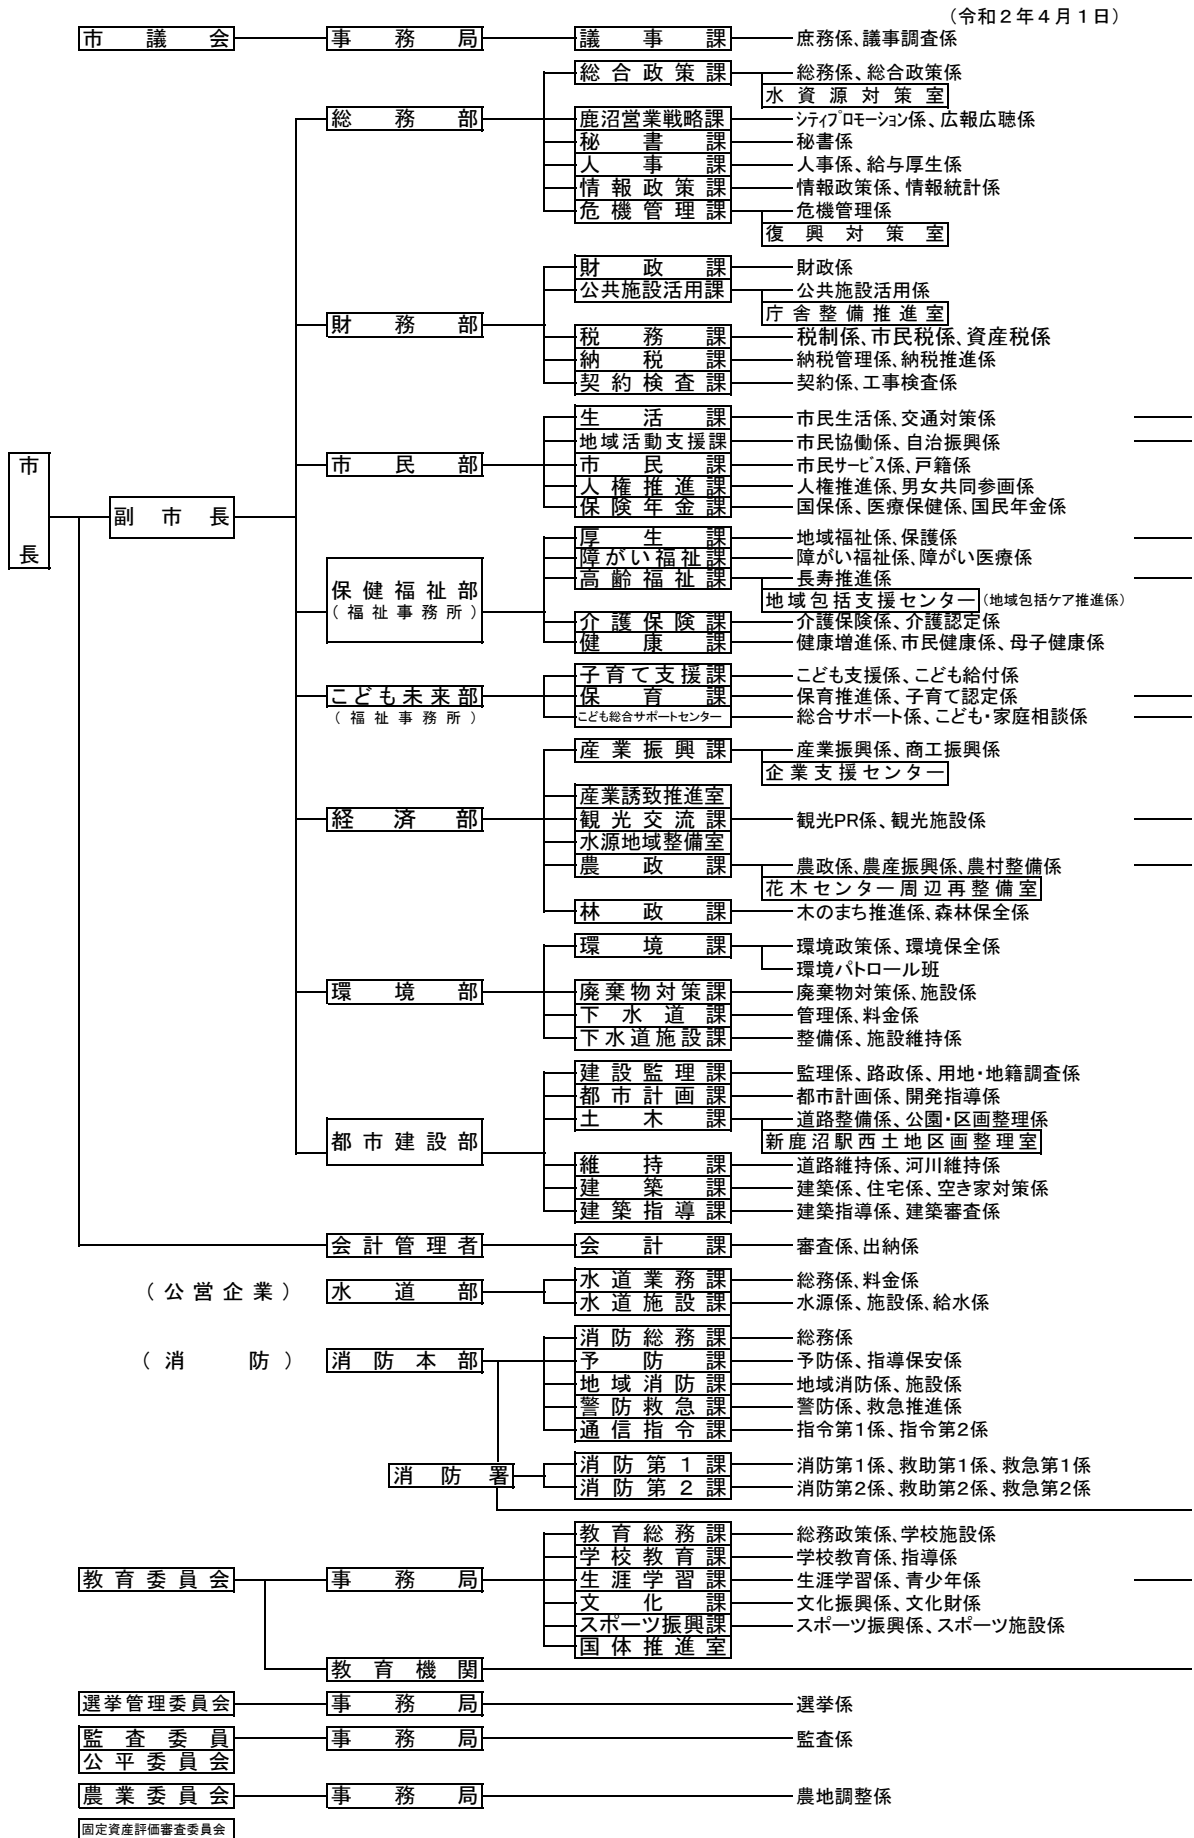 （令和２年４月１日）
市議会 事務局 議事課 庶務係、議事調査係
総合政策課 総務係、総合政策係
水資源対策室
総務部 鹿沼営業戦略課 シティプロモーション係、広報広聴係
秘書課 秘書係
人事課 人事係、給与厚生係
情報政策課 情報政策係、情報統計係
危機管理課 危機管理係
復興対策室
財政課 財政係
公共施設活用課 公共施設活用係
庁舎整備推進室
財務部 税務課 税制係、市民税係、資産税係
納税課 納税管理係、納税推進係
契約検査課 契約係、工事検査係
生活課 市民生活係、交通対策係
地域活動支援課 市民協働係、自治振興係
市民部 市民課 市民サービス係、戸籍係
人権推進課 人権推進係、男女共同参画係
保険年金課 国保係、医療保健係、国民年金係
市長 副市長
厚生課 地域福祉係、保護係
障がい福祉課 障がい福祉係、障がい医療係
高齢福祉課 長寿推進係
保健福祉部 地域包括支援センター（地域包括ケア推進係）
（福祉事務所）
介護保険課 介護保険係、介護認定係
健康課 健康増進係、市民健康係、母子健康係
子育て支援課 こども支援係、こども給付係
こども未来部 保育課 保育推進係、子育て認定係
（福祉事務所） こども総合サポートセンター 総合サポート係、こども・家庭相談係
産業振興課 産業振興係、商工振興係
企業支援センター
産業誘致推進室
経済部 観光交流課 観光PR係、観光施設係
水源地域整備室
農政課 農政係、農産振興係、農村整備係
花木センター周辺再整備室
林政課 木のまち推進係、森林保全係
環境課 環境政策係、環境保全係
環境パトロール班
環境部 廃棄物対策課 廃棄物対策係、施設係
下水道課 管理係、料金係
下水道施設課 整備係、施設維持係
建設監理課 監理係、路政係、用地・地籍調査係
都市計画課 都市計画係、開発指導係
土木課 道路整備係、公園・区画整理係
都市建設部 新鹿沼駅西土地区画整理室
維持課 道路維持係、河川維持係
建築課 建築係、住宅係、空き家対策係
建築指導課 建築指導係、建築審査係
会計管理者 会計課 審査係、出納係
（公営企業） 水道部 水道業務課 総務係、料金係
水道施設課 水源係、施設係、給水係
消防総務課 総務係
（消防） 消防本部 予防課 予防係、指導保安係
地域消防課 地域消防係、施設係
警防救急課 警防係、救急推進係
通信指令課 指令第１係、指令第２係
消防署 消防第１課 消防第１係、救助第１係、救急第１係
消防第２課 消防第２係、救助第２係、救急第２係
教育総務課 総務政策係、学校施設係
学校教育課 学校教育係、指導係
教育委員会 事務局 生涯学習課 生涯学習係、青少年係
文化課 文化振興係、文化財係
スポーツ振興課 スポーツ振興係、スポーツ施設係
国体推進室
教育機関
選挙管理委員会 事務局 選挙係
監査委員 事務局 監査係
公平委員会
農業委員会 事務局 農地調整係
固定資産評価審査委員会